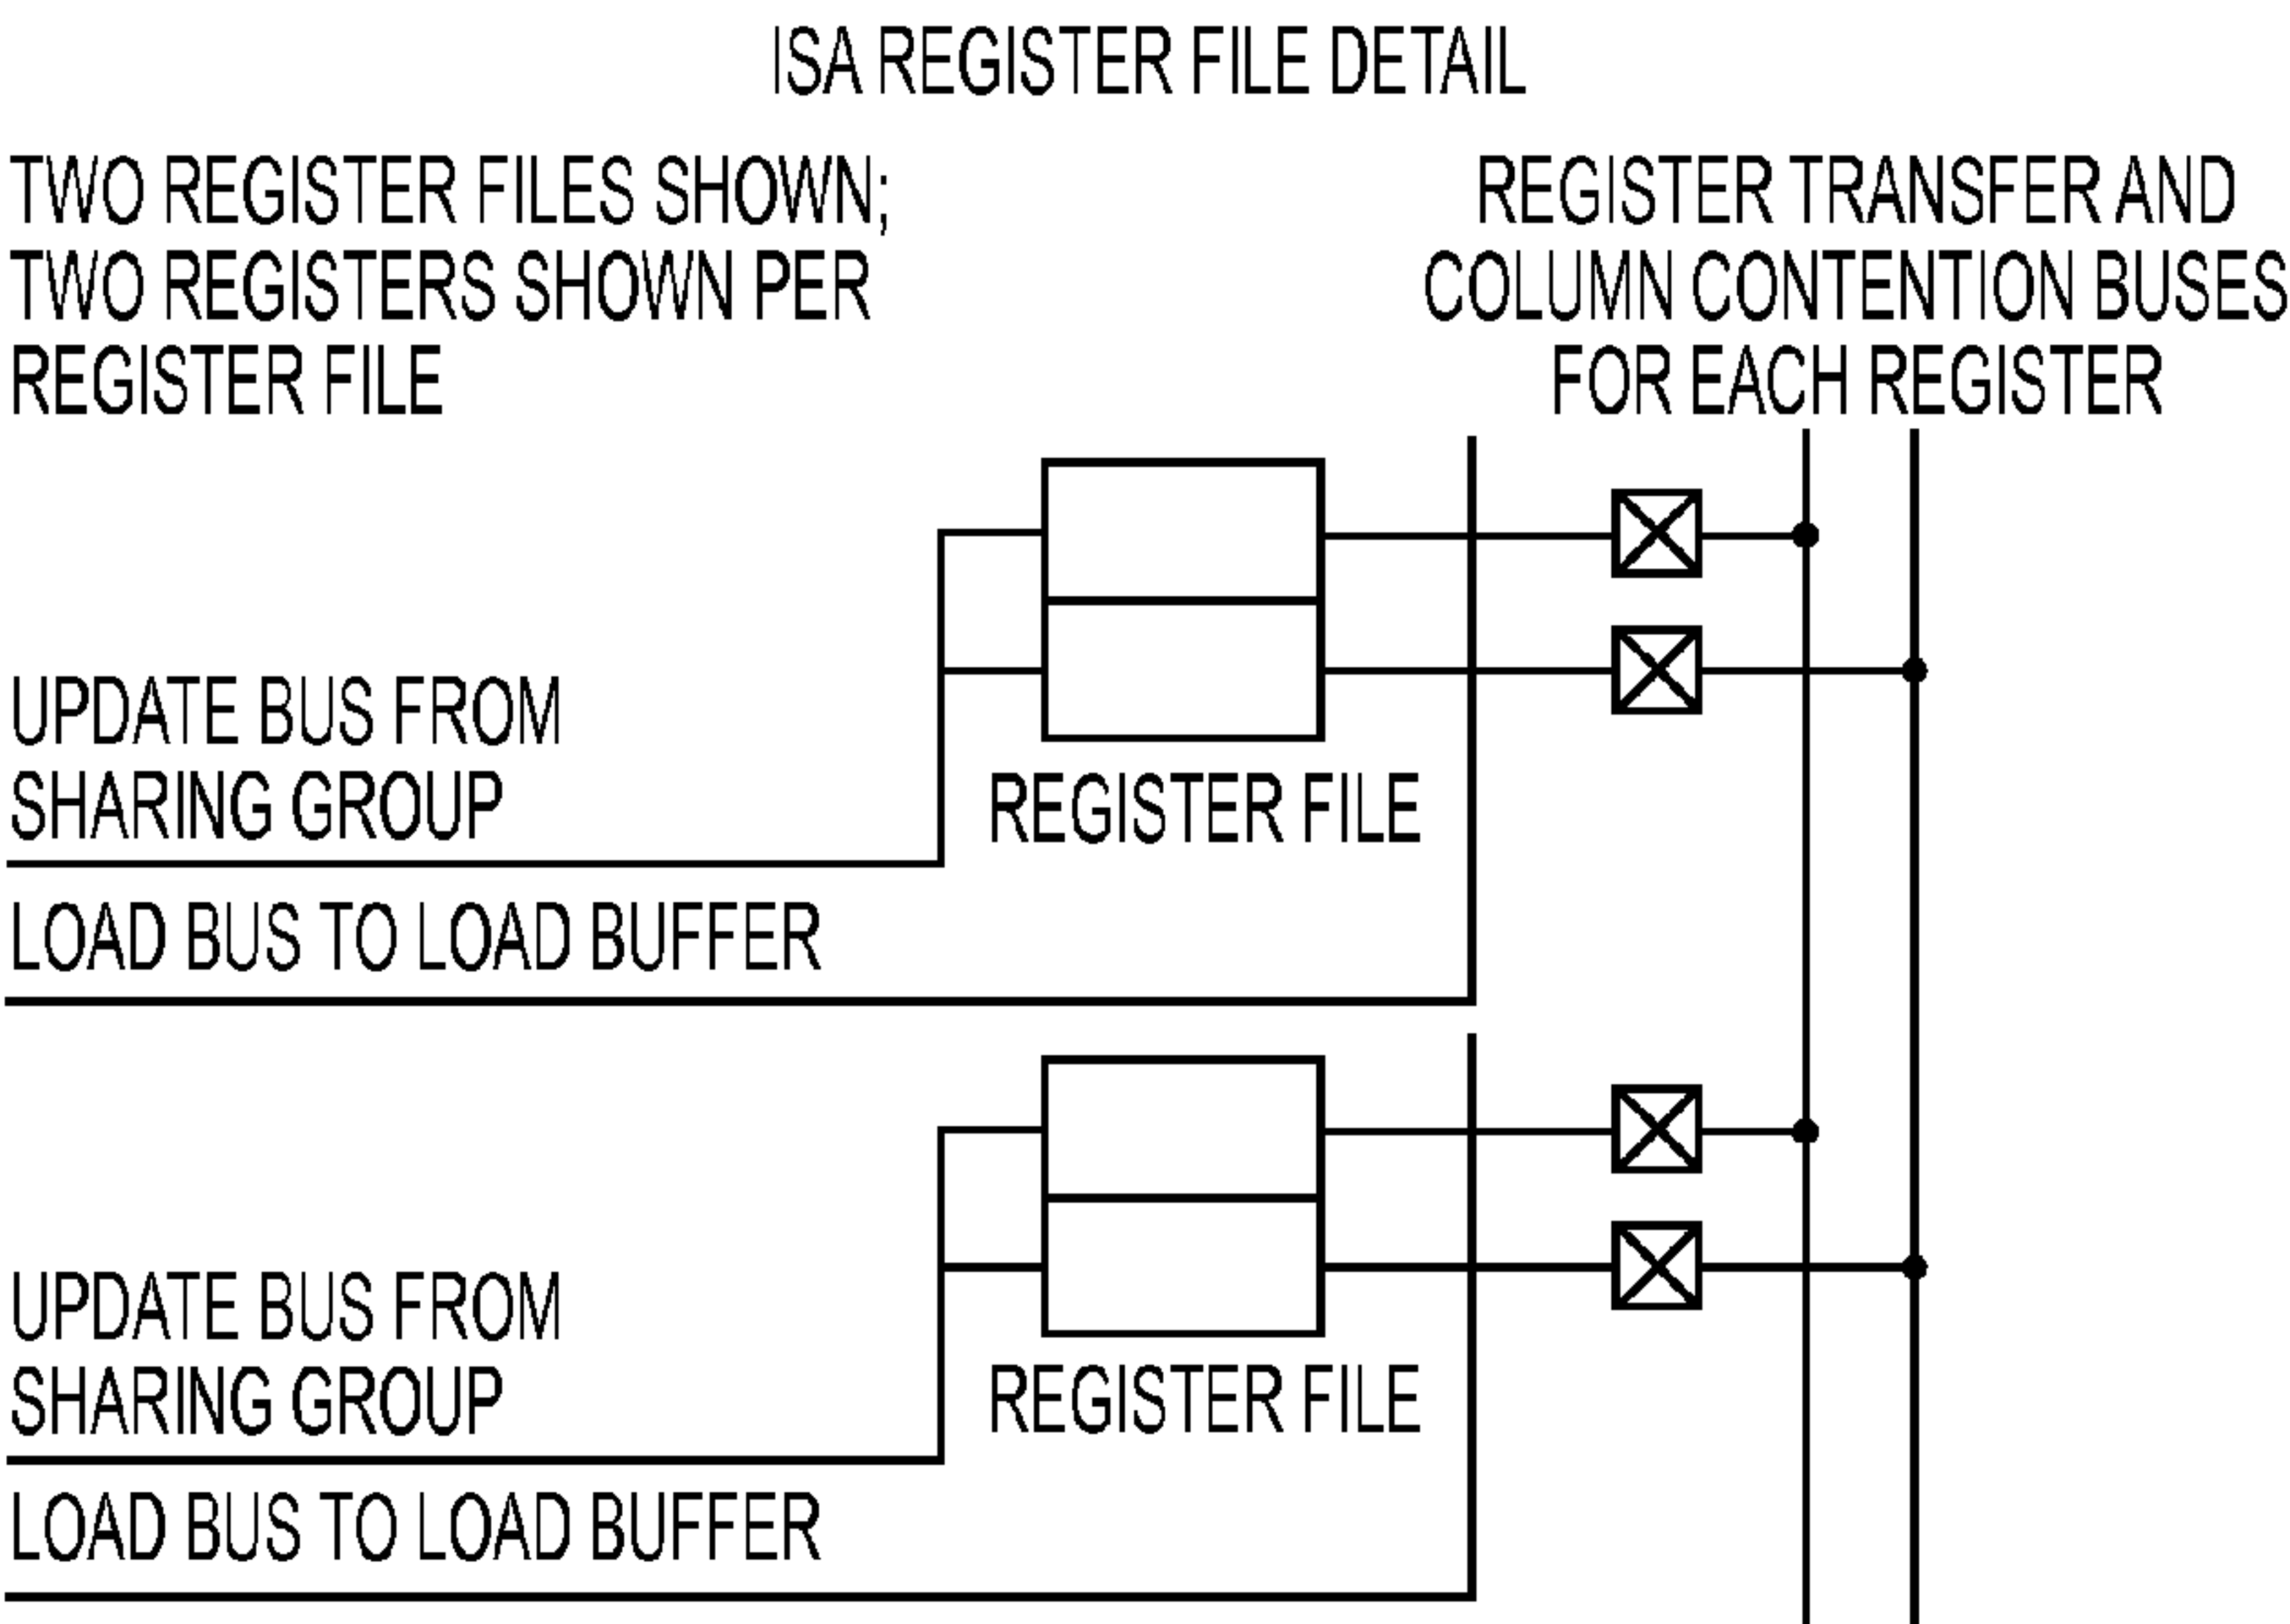 ISA REGISTER FILE DETAIL
TWO REGISTER FILES SHOWN;
TWO REGISTERS SHOWN PER
REGISTER FILE
REGISTER TRANSFER AND
COLUMN CONTENTION BUSES
FOR EACH REGISTER
UPDATE BUS FROM
SHARING GROUP
REGISTER FILE
LOAD BUS TO LOAD BUFFER
UPDATE BUS FROM
SHARING GROUP
REGISTER FILE
LOAD BUS TO LOAD BUFFER